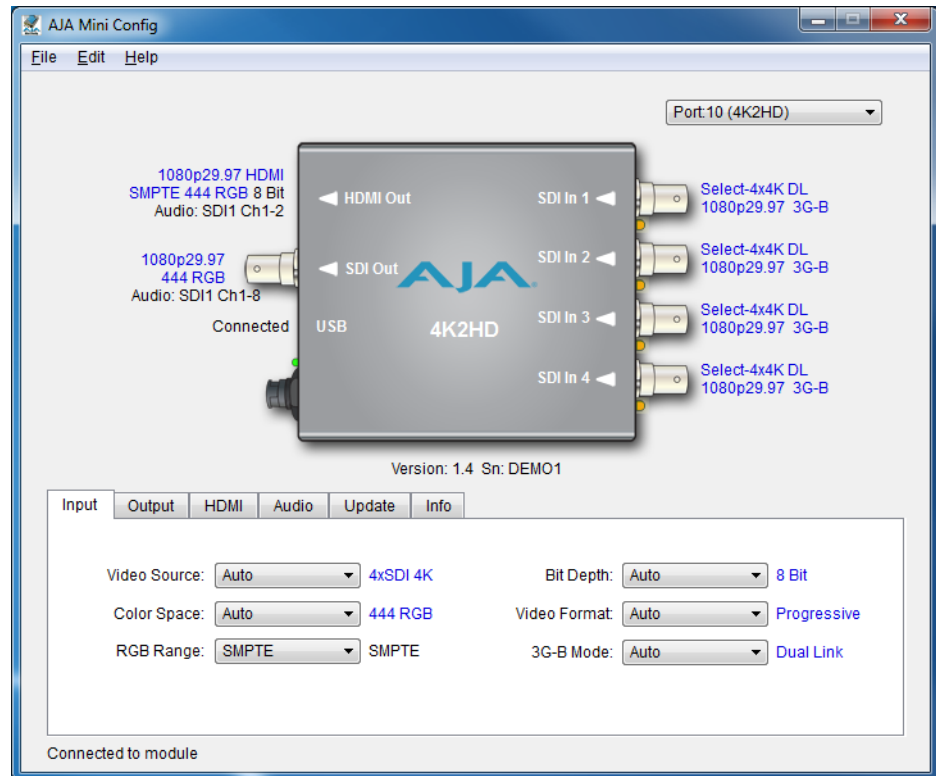 AJA Mini Config
File Edit Help
Port:10 (4K2HD)
1080p29.97 HDMI
SMPTE 444 RGB 8 Bit
Audio: SDI1 Ch1-2
1080p29.97
444 RGB
Audio: SDI1 Ch1-8
Connected
HDMI Out
SDI Out
USB
AJA
4K2HD
SDI In 1
SDI In 2
SDI In 3
SDI In 4
Select-4x4K DL
1080p29.97 3G-B
Select-4x4K DL
1080p29.97 3G-B
Select-4x4K DL
1080p29.97 3G-B
Select-4x4K DL
1080p29.97 3G-B
Version: 1.4 Sn: DEMO1
Input Output HDMI Audio Update Info
Video Source: Auto 4xSDI 4K
Color Space: Auto 444 RGB
RGB Range: SMPTE SMPTE
Bit Depth: Auto 8 Bit
Video Format: Auto Progressive
3G-B Mode: Auto Dual Link
Connected to module